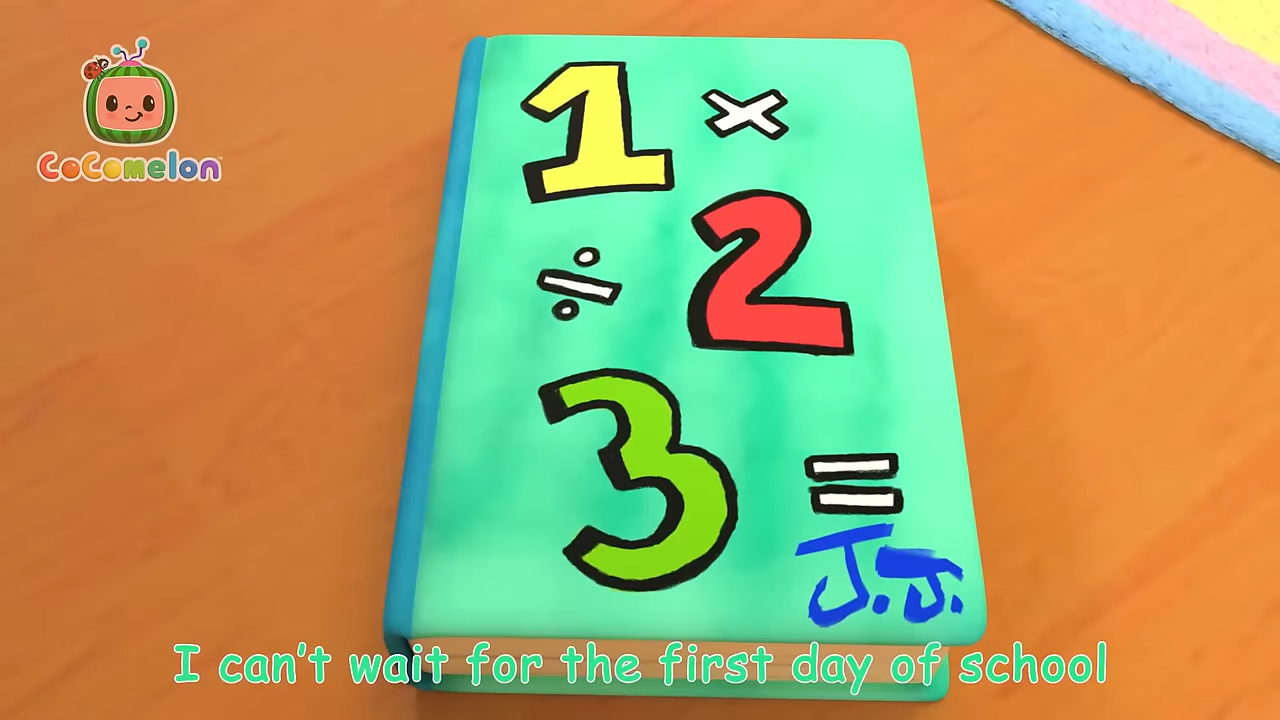 CoComelon
1 ×
÷ 2
3 =
J.J.
I can't wait for the first day of school